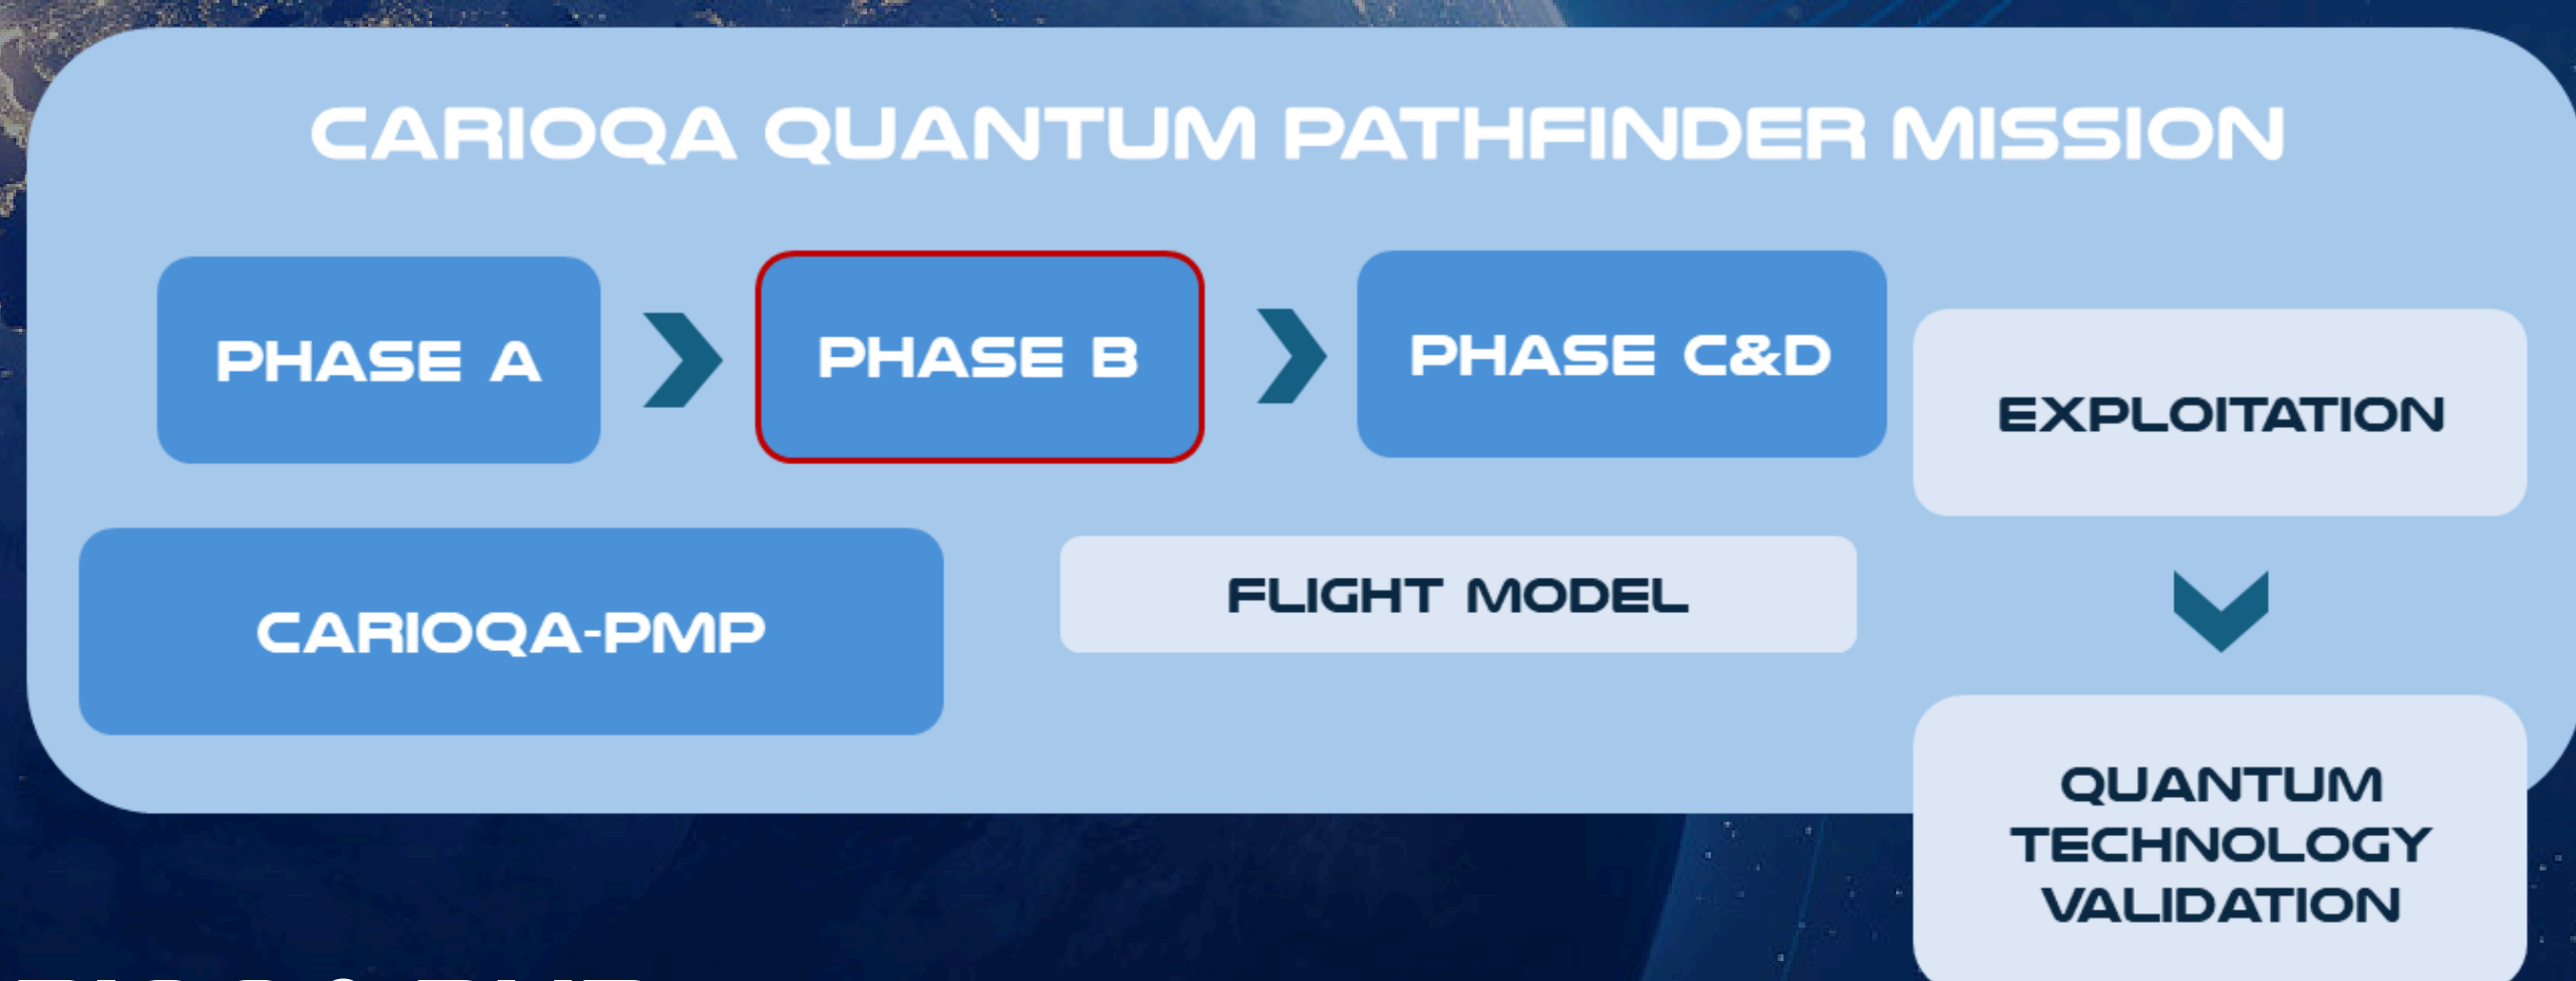 CARIOQA QUANTUM PATHFINDER MISSION
PHASE A
PHASE B
PHASE C&D
EXPLOITATION
CARIOQA-PMP
FLIGHT MODEL
QUANTUM
TECHNOLOGY
VALIDATION